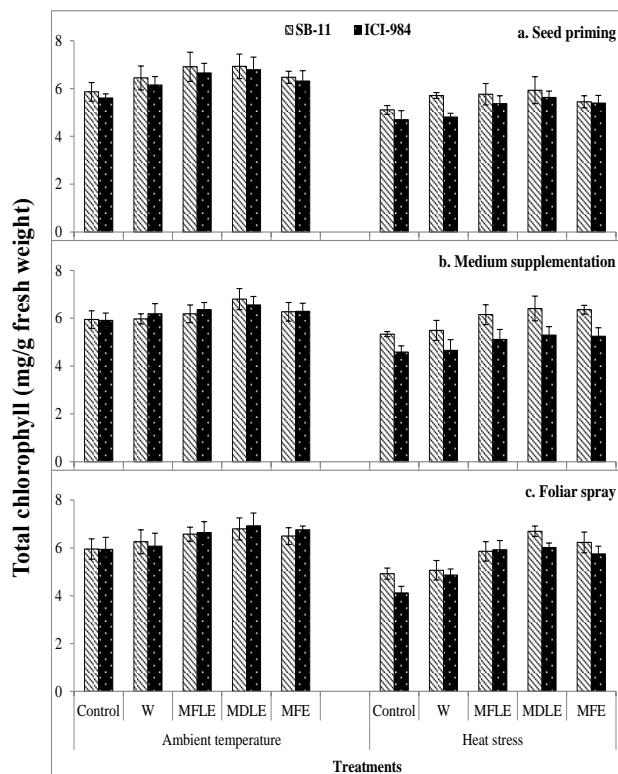 SB-11 ICI-984
a. Seed priming
8
6
4
2
0
b. Medium supplementation
8
6
4
2
0
c. Foliar spray
8
6
4
2
0
Total chlorophyll (mg/g fresh weight)
Control W MFLE MDLE MFE Control W MFLE MDLE MFE
Ambient temperature Heat stress
Treatments